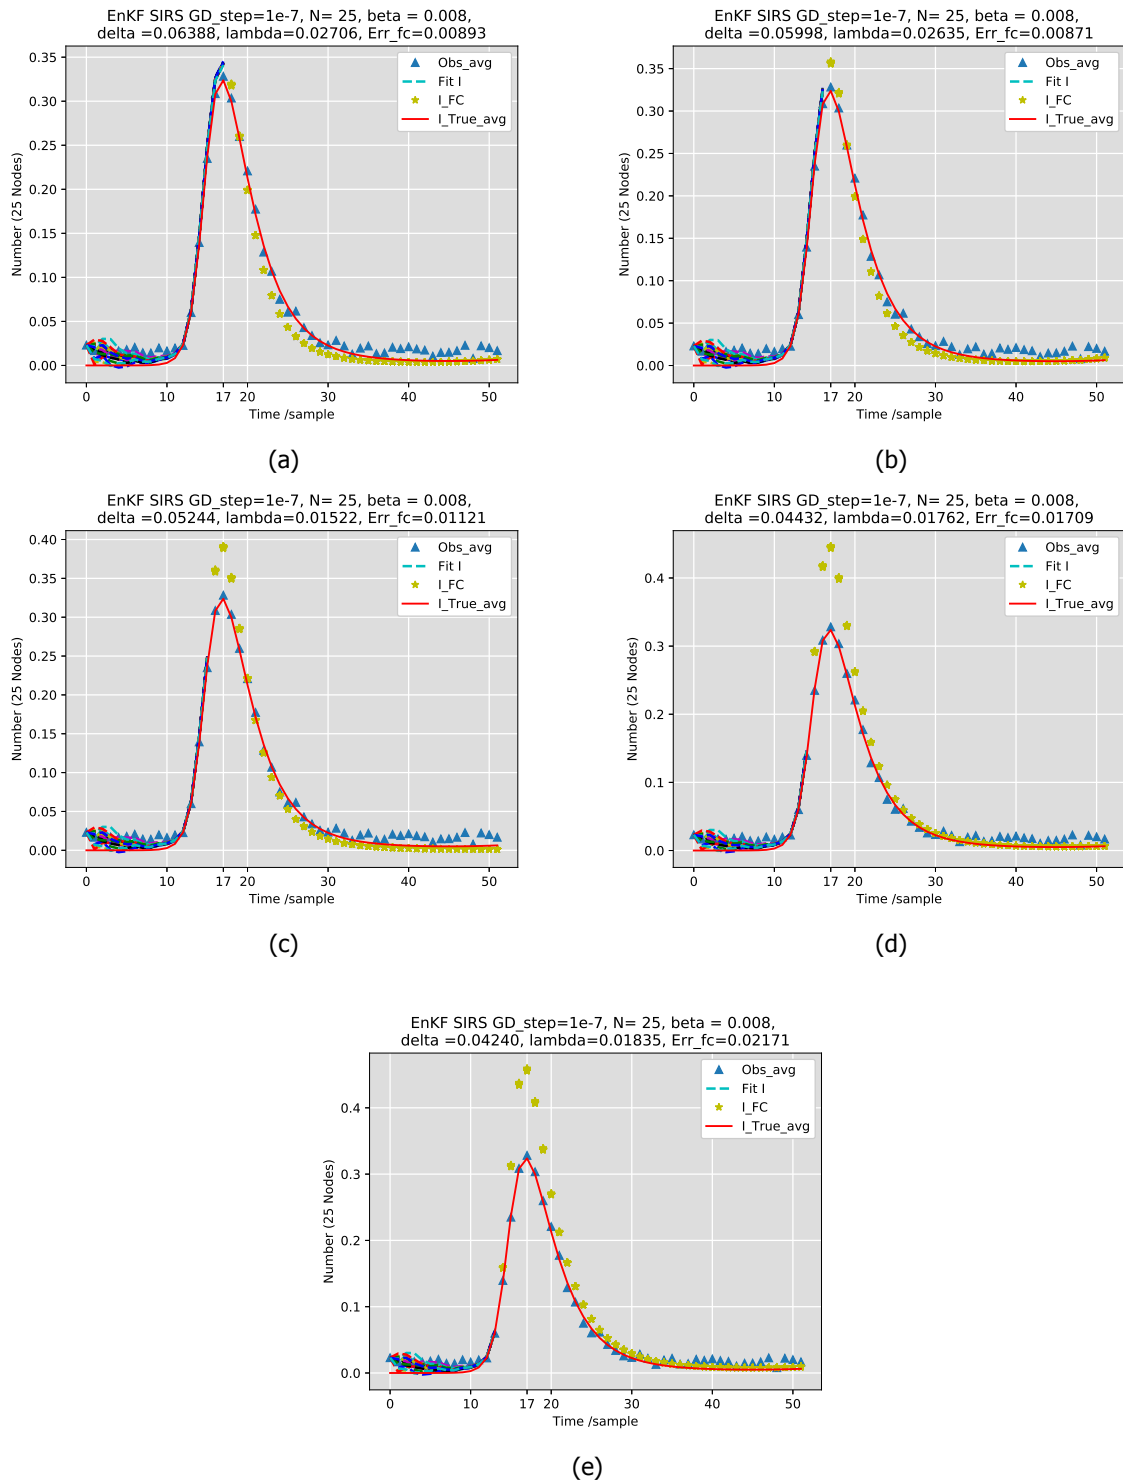 EnKF SIRS GD_step=1e-7, N= 25, beta = 0.008,
delta =0.06388, lambda=0.02706, Err_fc=0.00893
0.35
0.30
0.25
0.20
0.15
0.10
0.05
0.00
Number (25 Nodes)
Obs_avg
Fit I
I_FC
I_True_avg
0 10 17 20 30 40 50
Time /sample
(a)
EnKF SIRS GD_step=1e-7, N= 25, beta = 0.008,
delta =0.05998, lambda=0.02635, Err_fc=0.00871
0.35
0.30
0.25
0.20
0.15
0.10
0.05
0.00
Number (25 Nodes)
Obs_avg
Fit I
I_FC
I_True_avg
0 10 17 20 30 40 50
Time /sample
(b)
EnKF SIRS GD_step=1e-7, N= 25, beta = 0.008,
delta =0.05244, lambda=0.01522, Err_fc=0.01121
0.40
0.35
0.30
0.25
0.20
0.15
0.10
0.05
0.00
Number (25 Nodes)
Obs_avg
Fit I
I_FC
I_True_avg
0 10 17 20 30 40 50
Time /sample
(c)
EnKF SIRS GD_step=1e-7, N= 25, beta = 0.008,
delta =0.04432, lambda=0.01762, Err_fc=0.01709
0.4
0.3
0.2
0.1
0.0
Number (25 Nodes)
Obs_avg
Fit I
I_FC
I_True_avg
0 10 17 20 30 40 50
Time /sample
(d)
EnKF SIRS GD_step=1e-7, N= 25, beta = 0.008,
delta =0.04240, lambda=0.01835, Err_fc=0.02171
0.4
0.3
0.2
0.1
0.0
Number (25 Nodes)
Obs_avg
Fit I
I_FC
I_True_avg
0 10 17 20 30 40 50
Time /sample
(e)